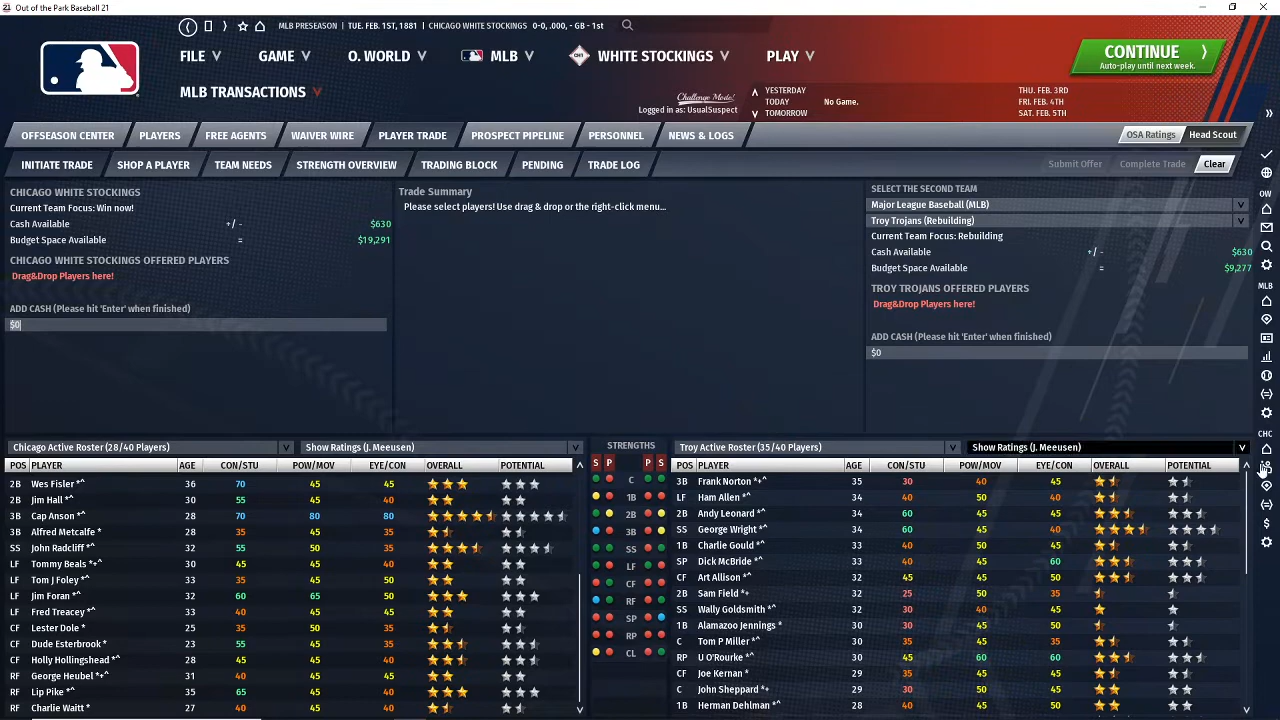 Out of the Park Baseball 21
MLB PRESEASON TUE. FEB. 1ST, 1881 CHICAGO WHITE STOCKINGS 0-0, .000, - GB - 1st
FILE GAME O. WORLD MLB WHITE STOCKINGS PLAY
CONTINUE
Auto-play until next week.
MLB TRANSACTIONS
Challenge Mode!
Logged in as: UsualSuspect
YESTERDAY
TODAY No Game.
TOMORROW
THU. FEB. 3RD
FRI. FEB. 4TH
SAT. FEB. 5TH
OFFSEASON CENTER PLAYERS FREE AGENTS WAIVER WIRE PLAYER TRADE PROSPECT PIPELINE PERSONNEL NEWS & LOGS OSA Ratings Head Scout
INITIATE TRADE SHOP A PLAYER TEAM NEEDS STRENGTH OVERVIEW TRADING BLOCK PENDING TRADE LOG Submit Offer Complete Trade Clear
CHICAGO WHITE STOCKINGS
Current Team Focus: Win now!
Cash Available +/- $630
Budget Space Available = $19,291
CHICAGO WHITE STOCKINGS OFFERED PLAYERS
Drag&Drop Players here!
ADD CASH (Please hit 'Enter' when finished)
$0
Trade Summary
Please select players! Use drag & drop or the right-click menu...
SELECT THE SECOND TEAM
Major League Baseball (MLB)
Troy Trojans (Rebuilding)
Current Team Focus: Rebuilding
Cash Available +/- $630
Budget Space Available = $9,277
TROY TROJANS OFFERED PLAYERS
Drag&Drop Players here!
ADD CASH (Please hit 'Enter' when finished)
$0
OW
MLB
CHC
Chicago Active Roster (28/40 Players) Show Ratings (J. Meeusen)
POS PLAYER AGE CON/STU POW/MOV EYE/CON OVERALL POTENTIAL
2B Wes Fisler *^ 36 70 45 45
2B Jim Hall *^ 30 55 45 40
3B Cap Anson *^ 28 70 80 80
3B Alfred Metcalfe * 28 35 45 35
SS John Radcliff *^ 32 55 50 35
LF Tommy Beals *+^ 30 45 45 45
LF Tom J Foley *^ 33 35 45 50
LF Jim Foran *^ 32 60 65 50
LF Fred Treacey *^ 33 40 45 45
CF Lester Dole * 25 35 50 35
CF Dude Esterbrook * 23 55 45 35
CF Holly Hollingshead *^ 28 45 45 40
RF George Heubel *+^ 31 40 45 40
RF Lip Pike *^ 35 65 45 40
RF Charlie Waitt * 27 40 45 40
STRENGTHS
S P P S
C
1B
2B
3B
SS
LF
CF
RF
SP
RP
CL
Troy Active Roster (35/40 Players) Show Ratings (J. Meeusen)
POS PLAYER AGE CON/STU POW/MOV EYE/CON OVERALL POTENTIAL
3B Frank Norton *+^ 35 30 40 45
LF Ham Allen *^ 34 40 50 40
2B Andy Leonard *^ 34 60 45 45
SS George Wright *^ 34 60 45 40
1B Charlie Gould *^ 33 40 45 45
SP Dick McBride *^ 33 40 45 60
CF Art Allison *^ 32 45 45 50
2B Sam Field *+ 32 25 50 35
SS Wally Goldsmith *^ 32 30 40 45
1B Alamazoo Jennings * 30 30 45 45
C Tom P Miller *^ 30 35 45 35
RP U O'Rourke *^ 30 45 60 60
CF Joe Kernan * 29 35 50 45
C John Sheppard *+ 29 30 50 45
1B Herman Dehlman *^ 28 40 45 45